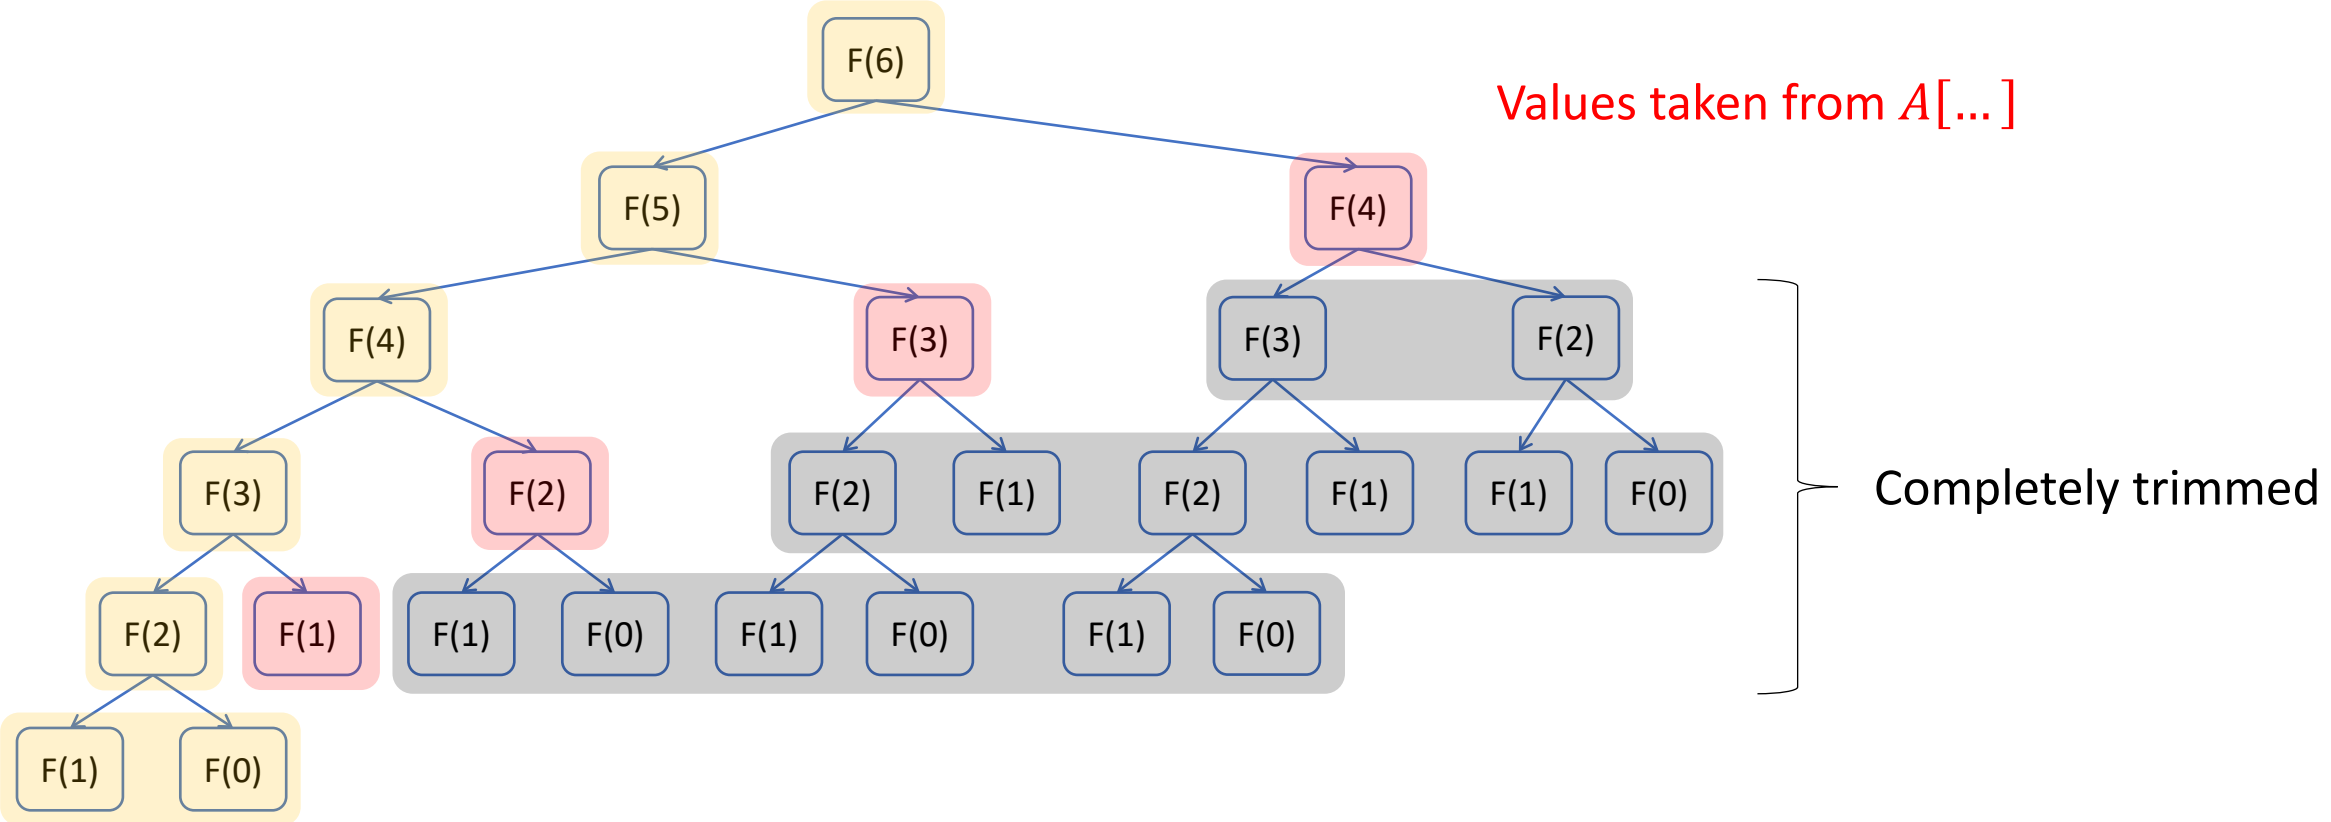 F(6)
Values taken from A[… ]
F(5)
F(4)
F(4)
F(3)
F(3)
F(2)
F(3)
F(2)
F(2)
F(1)
F(2)
F(1)
F(1)
F(0)
Completely trimmed
F(2)
F(1)
F(1)
F(0)
F(1)
F(0)
F(1)
F(0)
F(1)
F(0)